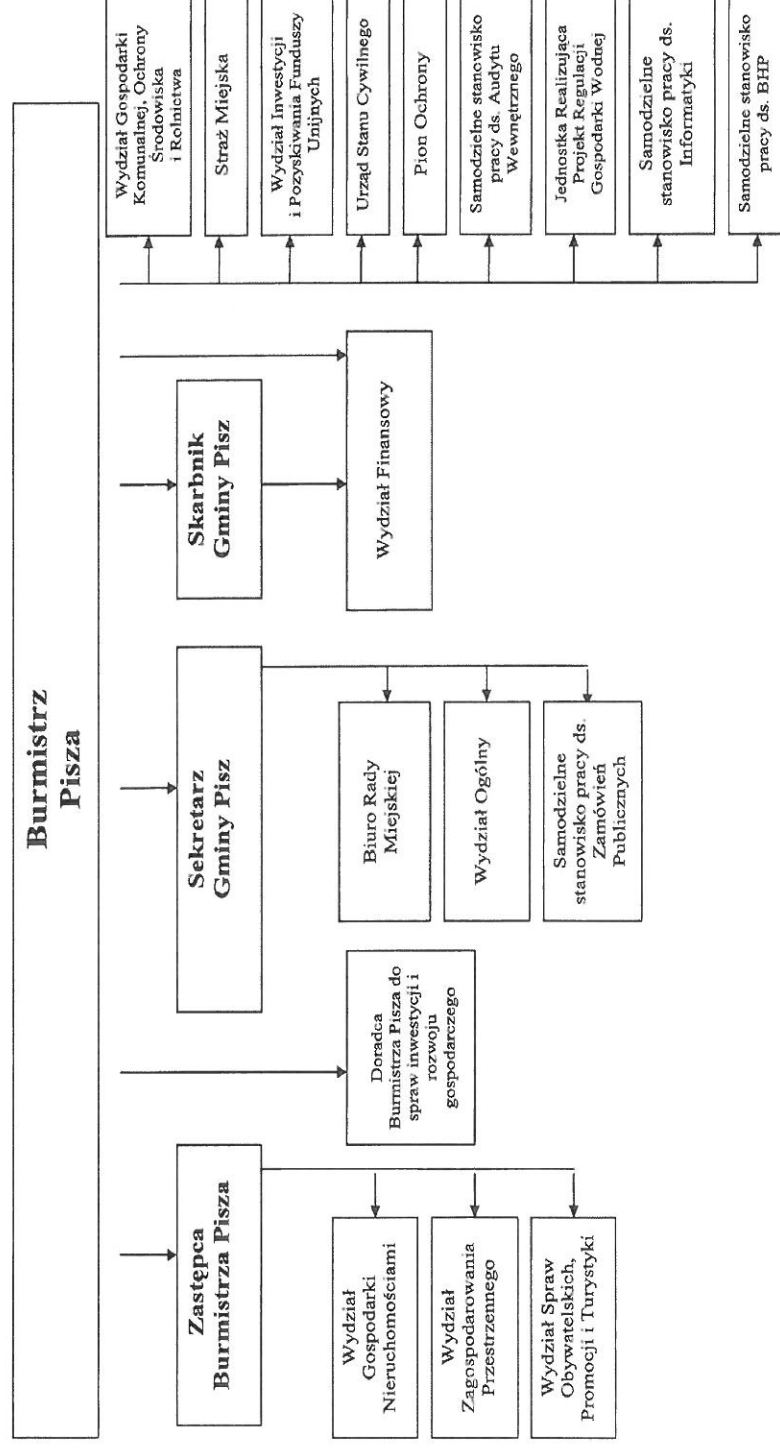 Burmistrz
Pisza
Zastępca
Burmistrza Pisza
Wydział
Gospodarki
Nieruchomościami
Wydział
Zagospodarowania
Przestrzennego
Wydział Spraw
Obywatelskich,
Promocji i Turystyki
Doradca
Burmistrza Pisza do
spraw inwestycji i
rozwoju
gospodarczego
Sekretarz
Gminy Pisz
Biuro Rady
Miejskiej
Wydział Ogólny
Samodzielne
stanowisko pracy ds.
Zamówień
Publicznych
Skarbnik
Gminy Pisz
Wydział Finansowy
Wydział Gospodarki
Komunalnej, Ochrony
Środowiska
i Rolnictwa
Straż Miejska
Wydział Inwestycji
i Pozyskiwania Funduszy
Unijnych
Urząd Stanu Cywilnego
Pion Ochrony
Samodzielne stanowisko
pracy ds. Audytu
Wewnętrznego
Jednostka Realizująca
Projekt Regulacji
Gospodarki Wodnej
Samodzielne
stanowisko pracy ds.
Informatyki
Samodzielne stanowisko
pracy ds. BHP